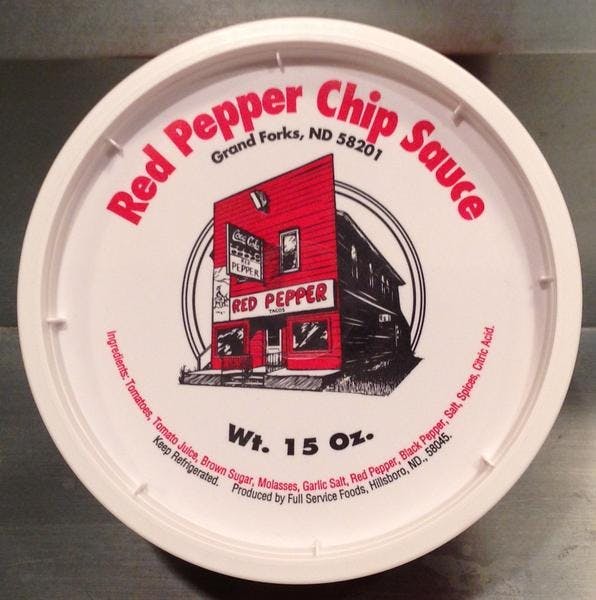 Red Pepper Chip Sauce
Grand Forks, ND 58201
Coca-Cola
RED
PEPPER
RED PEPPER
TACOS
Wt. 15 Oz.
Ingredients: Tomatoes, Tomato Juice, Brown Sugar, Molasses, Garlic Salt, Red Pepper, Black Pepper, Salt, Spices, Citric Acid.
Keep Refrigerated. Produced by Full Service Foods, Hillsboro, ND., 58045.